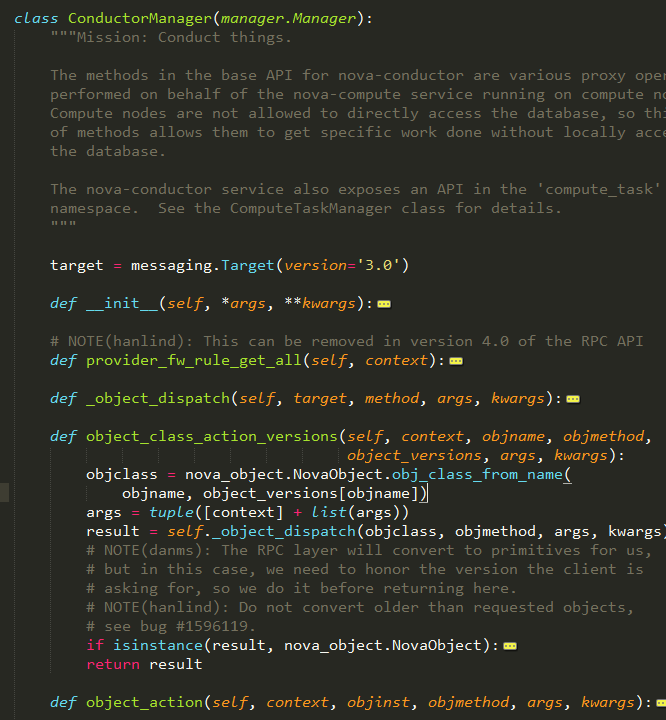 class ConductorManager(manager.Manager):
"""Mission: Conduct things.
The methods in the base API for nova-conductor are various proxy
performed on behalf of the nova-compute service running on compute
Compute nodes are not allowed to directly access the database, so
of methods allows them to get specific work done without locally
the database.
The nova-conductor service also exposes an API in the 'compute_task'
namespace.  See the ComputeTaskManager class for details.
"""
target = messaging.Target(version='3.0')
def __init__(self, *args, **kwargs):
# NOTE(hanlind): This can be removed in version 4.0 of the RPC API
def provider_fw_rule_get_all(self, context):
def _object_dispatch(self, target, method, args, kwargs):
def object_class_action_versions(self, context, objname, objmethod,
object_versions, args, kwargs):
objclass = nova_object.NovaObject.obj_class_from_name(
objname, object_versions[objname])
args = tuple([context] + list(args))
result = self._object_dispatch(objclass, objmethod, args, kwargs)
# NOTE(danms): The RPC layer will convert to primitives for us,
# but in this case, we need to honor the version the client is
# asking for, so we do it before returning here.
# NOTE(hanlind): Do not convert older than requested objects,
# see bug #1596119.
if isinstance(result, nova_object.NovaObject):
return result
def object_action(self, context, objinst, objmethod, args, kwargs):